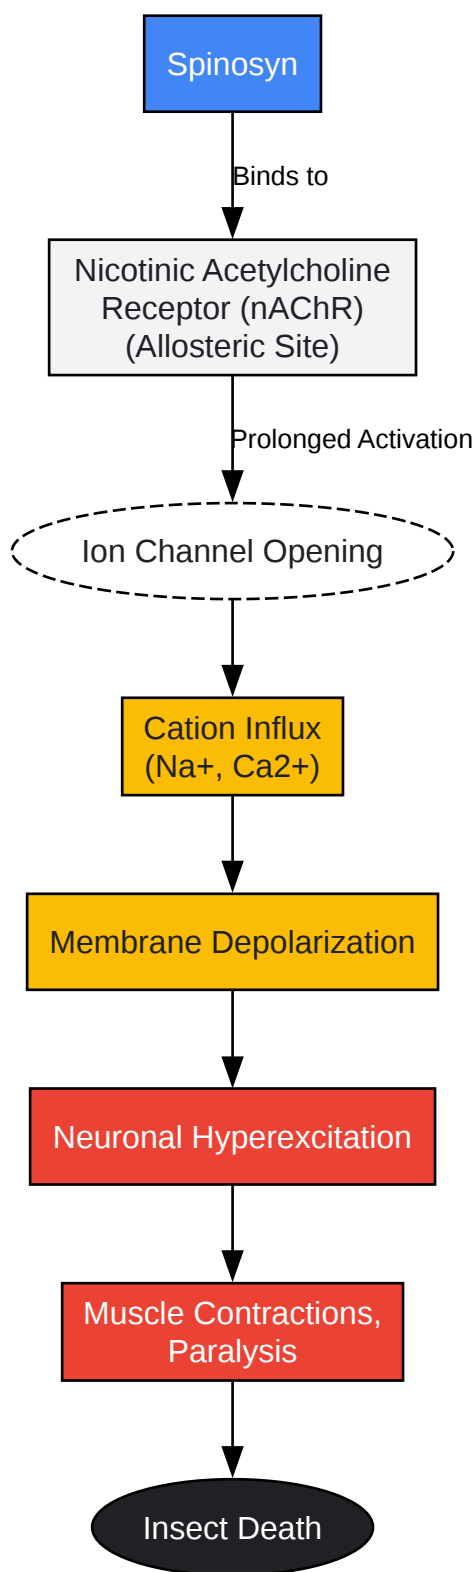 Spinosyn
Binds to
Nicotinic Acetylcholine
Receptor (nAChR)
(Allosteric Site)
Prolonged Activation
Ion Channel Opening
Cation Influx
(Na+, Ca2+)
Membrane Depolarization
Neuronal Hyperexcitation
Muscle Contractions,
Paralysis
Insect Death